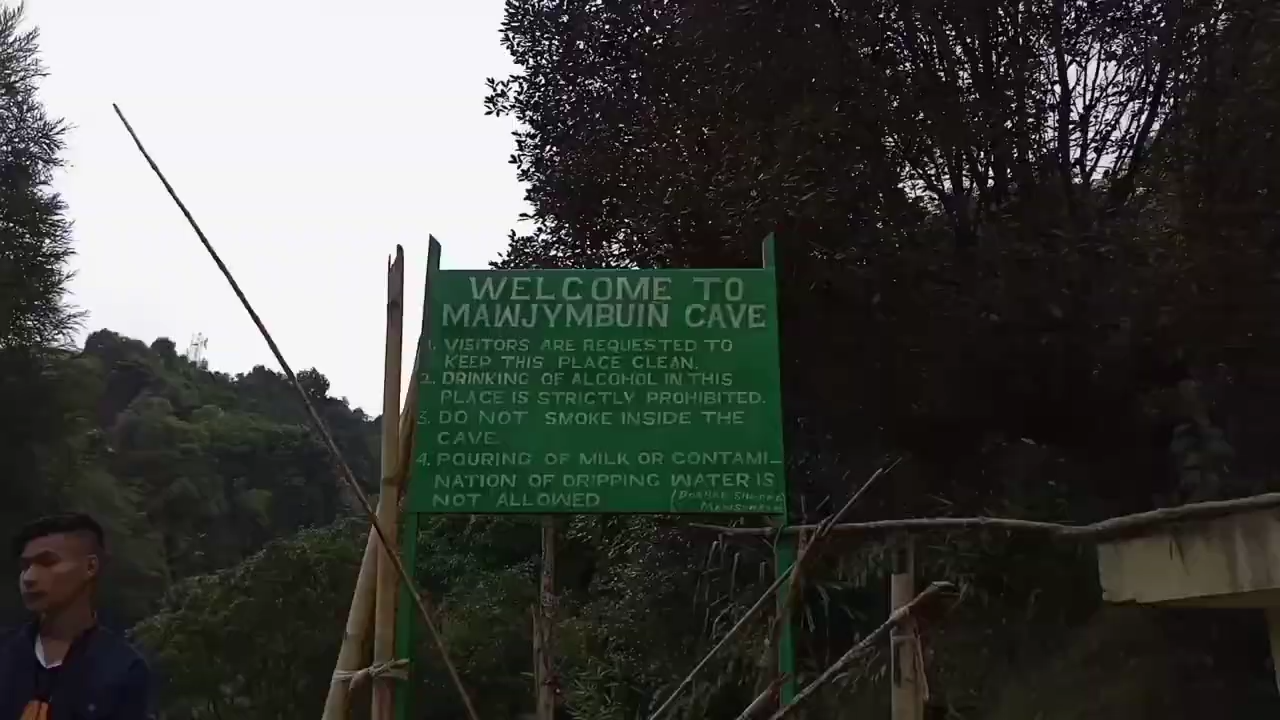 WELCOME TO
MAWJYMBUIN CAVE
1. VISITORS ARE REQUESTED TO
KEEP THIS PLACE CLEAN.
2. DRINKING OF ALCOHOL IN THIS
PLACE IS STRICTLY PROHIBITED.
3. DO NOT SMOKE INSIDE THE
CAVE.
4. POURING OF MILK OR CONTAMI-
NATION OF DRIPPING WATER IS
NOT ALLOWED